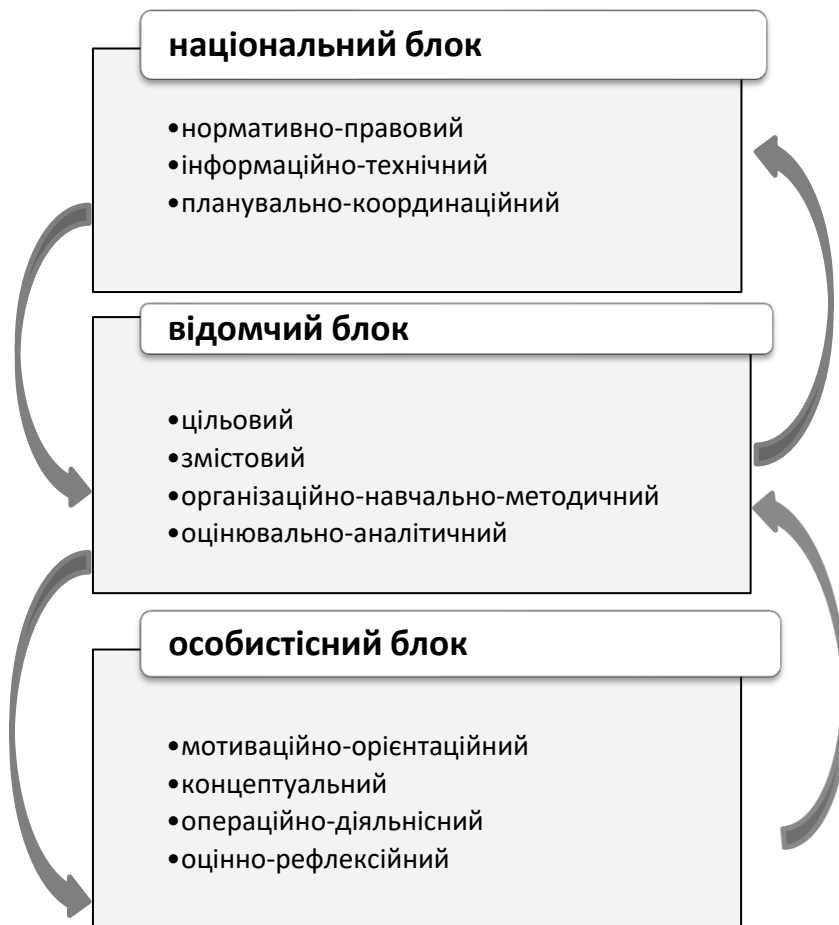 національний блок
•нормативно-правовий
•інформаційно-технічний
•планувально-координаційний
відомчий блок
•цільовий
•змістовий
•організаційно-навчально-методичний
•оцінювально-аналітичний
особистісний блок
•мотиваційно-орієнтаційний
•концептуальний
•операційно-діяльнісний
•оцінно-рефлексійний